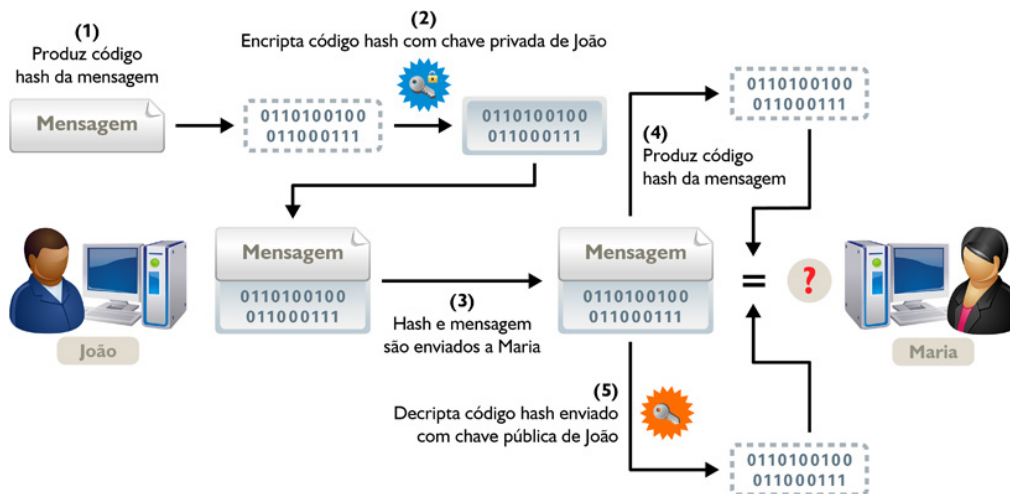 (1)
Produz código
hash da mensagem
Mensagem
0110100100
011000111
(2)
Encripta código hash com chave privada de João
0110100100
011000111
Mensagem
0110100100
011000111
João
(3)
Hash e mensagem
são enviados a Maria
Mensagem
0110100100
011000111
(4)
Produz código
hash da mensagem
0110100100
011000111
= ?
Maria
(5)
Decripta código hash enviado
com chave pública de João
0110100100
011000111